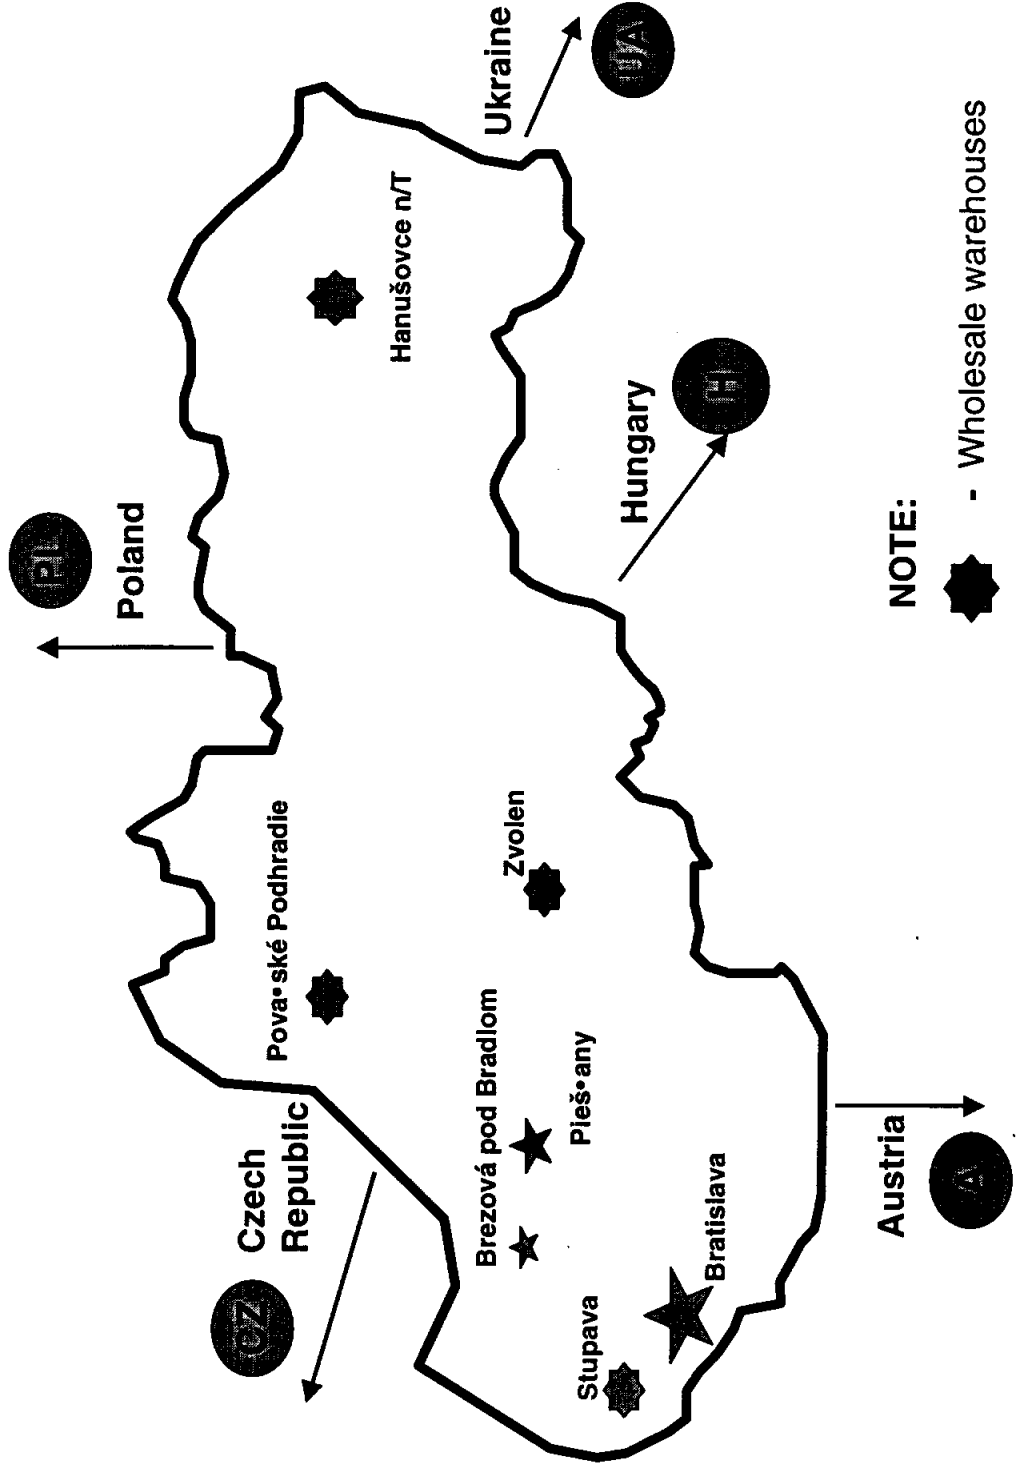 PL
Poland
CZ
Czech
Republic
Pova•ské Podhradie
Hanušovce n/T
Ukraine
UA
Brezová pod Bradlom
Zvolen
Pieš•any
Stupava
Bratislava
Hungary
H
Austria
A
NOTE:
- Wholesale warehouses